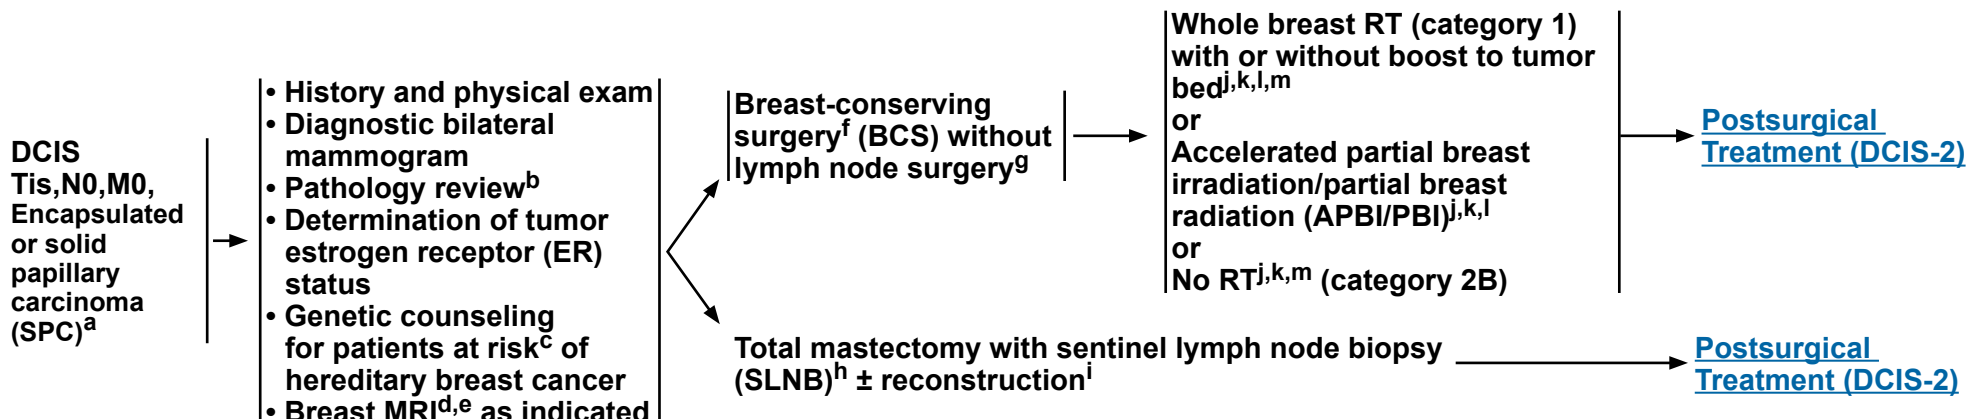 DCIS
Tis,N0,M0,
Encapsulated
or solid
papillary
carcinoma
(SPC)a
• History and physical exam
• Diagnostic bilateral
mammogram
• Pathology reviewb
• Determination of tumor
estrogen receptor (ER)
status
• Genetic counseling
for patients at riskc of
hereditary breast cancer
• Breast MRId,e as indicated
Breast-conserving
surgeryf (BCS) without
lymph node surgeryg
Whole breast RT (category 1)
with or without boost to tumor
bedj,k,l,m
or
Accelerated partial breast
irradiation/partial breast
radiation (APBI/PBI)j,k,l
or
No RTj,k,m (category 2B)
Postsurgical
Treatment (DCIS-2)
Total mastectomy with sentinel lymph node biopsy
(SLNB)h ± reconstructioni
Postsurgical
Treatment (DCIS-2)